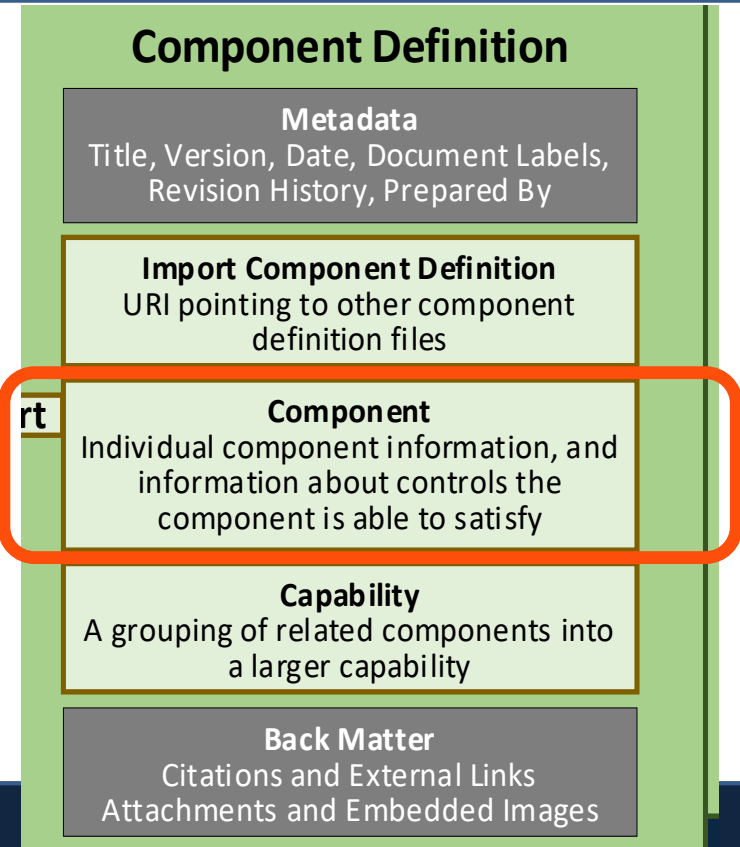 Component Definition
Metadata
Title, Version, Date, Document Labels,
Revision History, Prepared By
Import Component Definition
URI pointing to other component
definition files
rt
Component
Individual component information, and
information about controls the
component is able to satisfy
Capability
A grouping of related components into
a larger capability
Back Matter
Citations and External Links
Attachments and Embedded Images